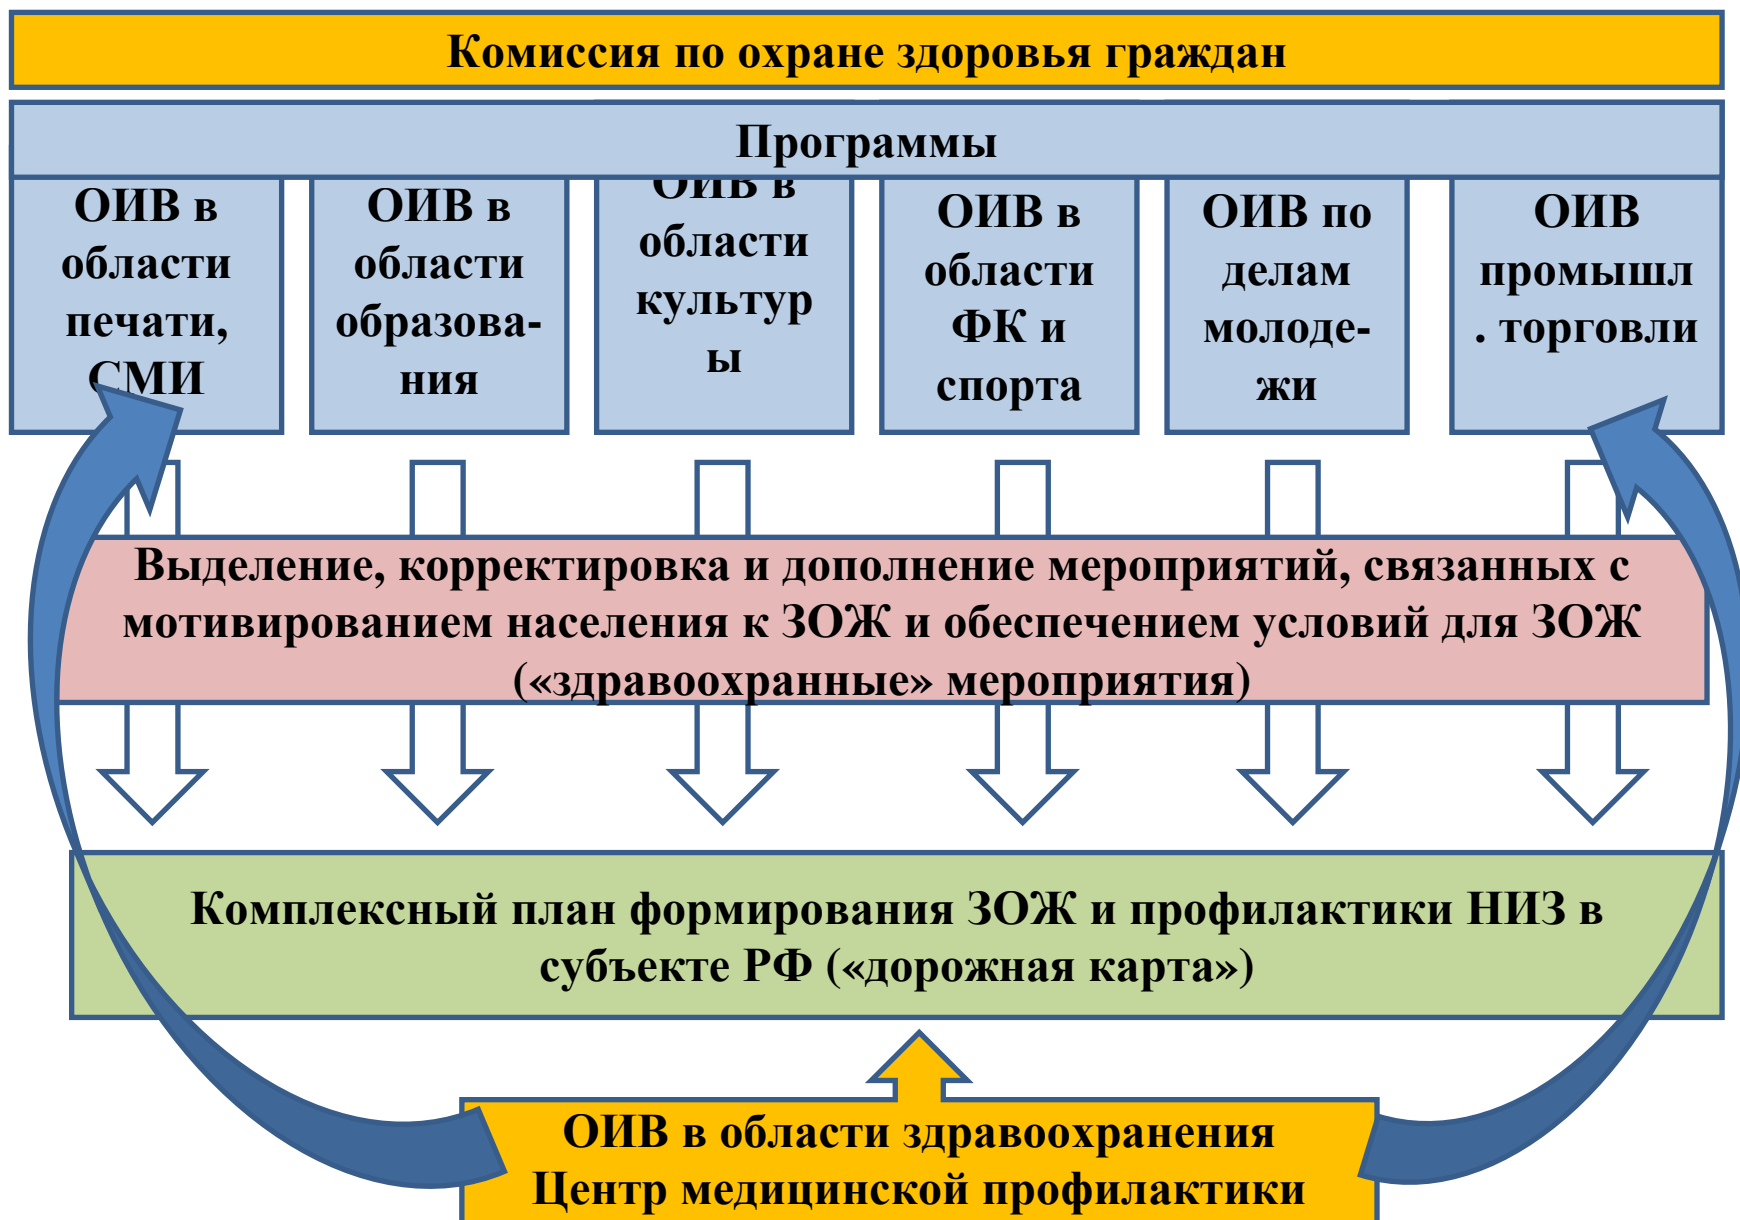 Комиссия по охране здоровья граждан
Программы
ОИВ в
области
печати,
СМИ
ОИВ в
области
образова-
ния
ОИВ в
области
культур
ы
ОИВ в
области
ФК и
спорта
ОИВ по
делам
молоде-
жи
ОИВ
промышл
. торговли
Выделение, корректировка и дополнение мероприятий, связанных с
мотивированием населения к ЗОЖ и обеспечением условий для ЗОЖ
(«здравоохранные» мероприятия)
Комплексный план формирования ЗОЖ и профилактики НИЗ в
субъекте РФ («дорожная карта»)
ОИВ в области здравоохранения
Центр медицинской профилактики